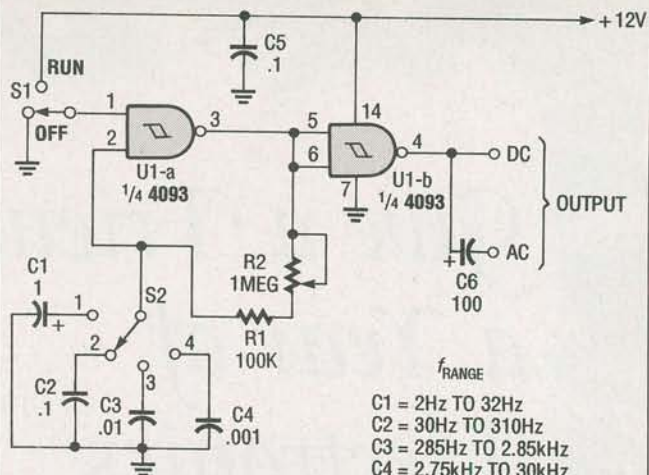 +12V
C5
.1
RUN
S1
OFF
1
2
3
U1-a
1/4 4093
5
6
14
4
7
U1-b
1/4 4093
DC
OUTPUT
AC
C6
+
100
R2
1MEG
R1
100K
C1
1
+
1
S2
2
3
4
C2
.1
C3
.01
C4
.001
fRANGE
C1 = 2Hz TO 32Hz
C2 = 30Hz TO 310Hz
C3 = 285Hz TO 2.85kHz
C4 = 2.75kHz TO 30kHz